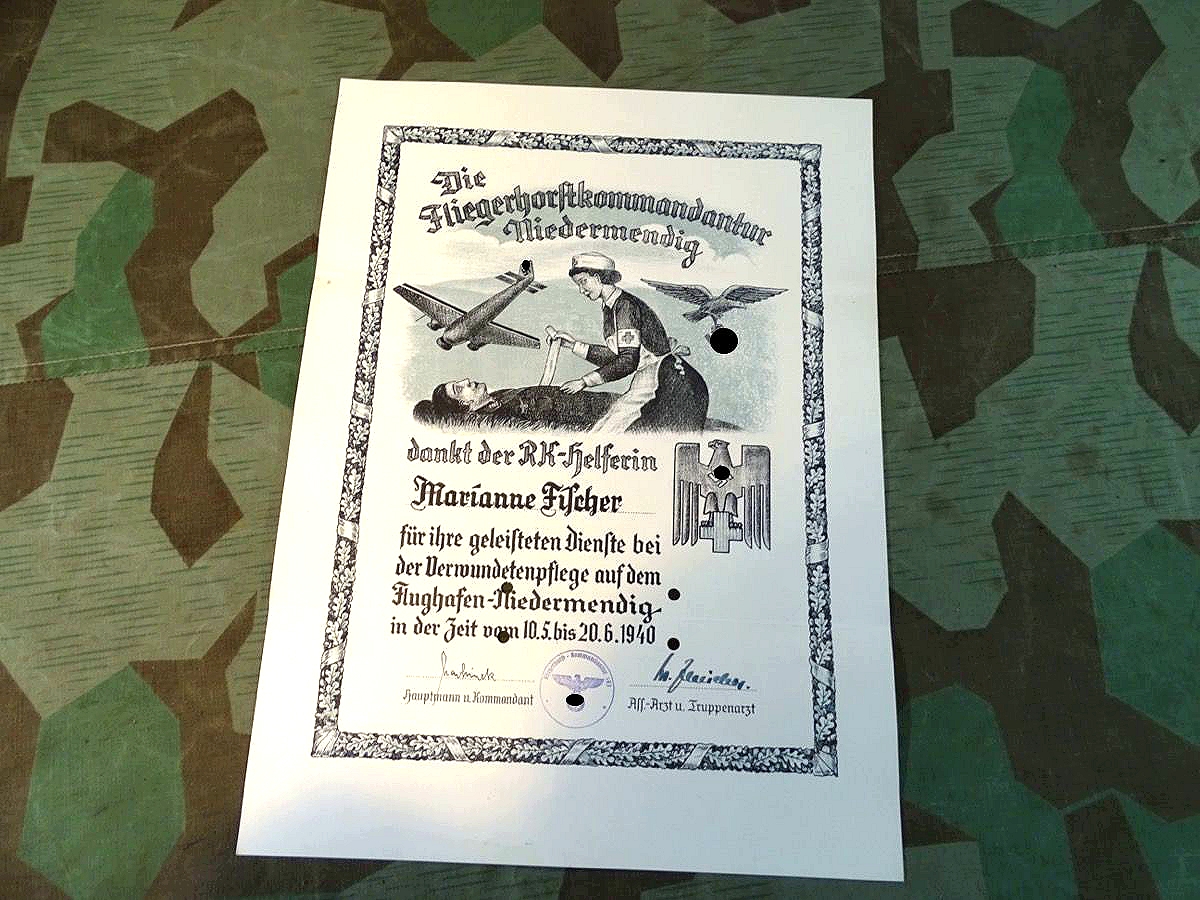 Die
Fliegerhorstkommandantur
Niedermendig
dankt der RK-Helferin
Marianne Fischer
für ihre geleisteten Dienste bei
der Verwundetenpflege auf dem
Flughafen-Niedermendig
in der Zeit vom 10.5. bis 20.6.1940
Hauptmann u. Kommandant
Ass.-Arzt u. Truppenarzt